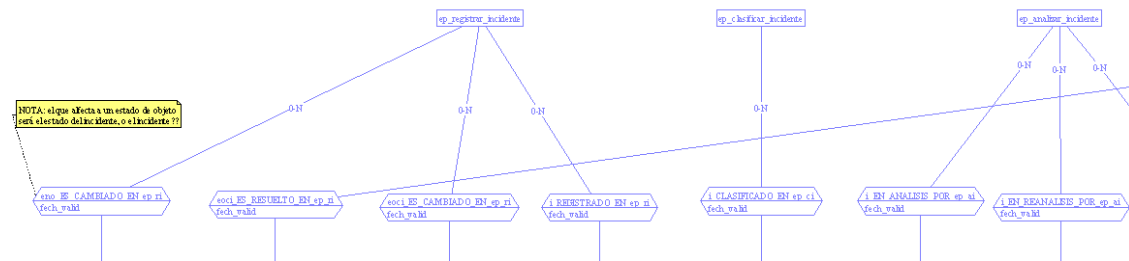 ep_registrar_incidente
ep_clasificar_incidente
ep_analizar_incidente
0-N
0-N
0-N
0-N
0-N
0-N
0-N
NOTA: el que affecta a un estado de objeto
será el estado del incidente, o el incidente ??
eno_ES_CAMBIADO_EN_ep_ri
fech_valid
eoci_ES_RESUELTO_EN_ep_ri
fech_valid
eoci_ES_CAMBIADO_EN_ep_ri
fech_valid
i_REGISTRADO_EN_ep_ri
fech_valid
i_CLASIFICADO_EN_ep_ci
fech_valid
i_EN_ANALISIS_POR_ep_ai
fech_valid
i_EN_REANALISIS_POR_ep_ai
fech_valid